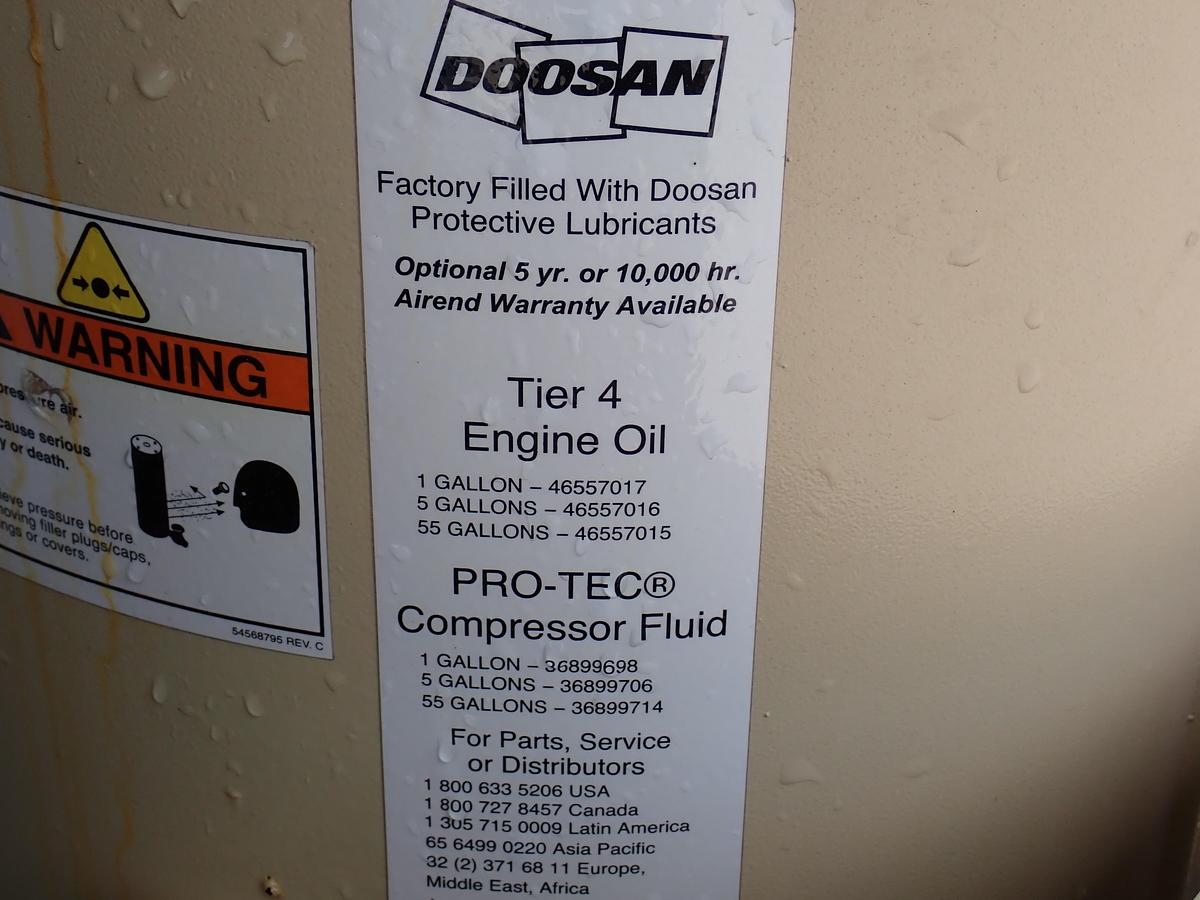 DOOSAN
Factory Filled With Doosan
Protective Lubricants
Optional 5 yr. or 10,000 hr.
Airend Warranty Available
Tier 4
Engine Oil
1 GALLON – 46557017
5 GALLONS – 46557016
55 GALLONS – 46557015
PRO-TEC®
Compressor Fluid
1 GALLON – 36899698
5 GALLONS – 36899706
55 GALLONS – 36899714
For Parts, Service
or Distributors
1 800 633 5206 USA
1 800 727 8457 Canada
1 305 715 0009 Latin America
65 6499 0220 Asia Pacific
32 (2) 371 68 11 Europe,
Middle East, Africa
WARNING
air.
cause serious
or death.
pressure before
filler plugs/caps,
or covers.
54568795 REV. C